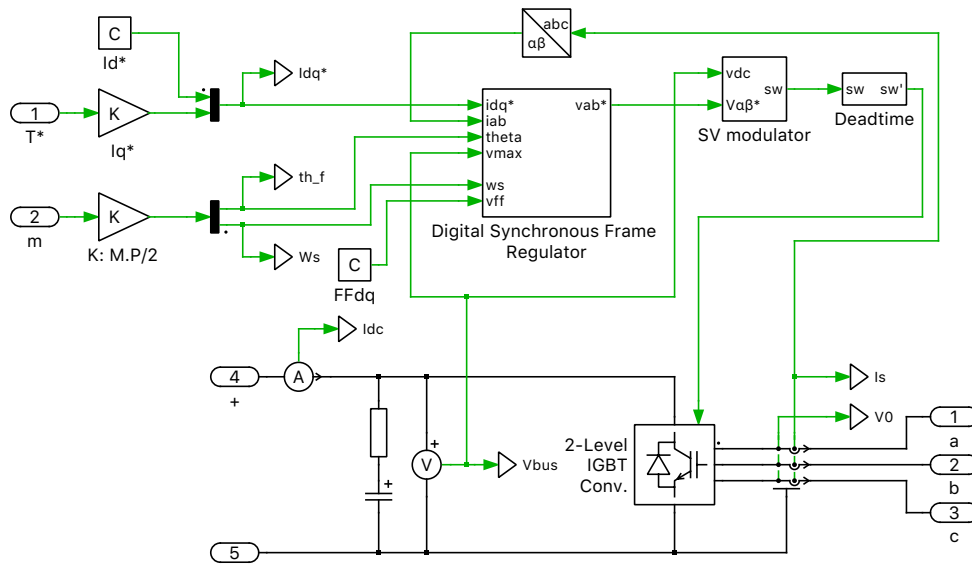 C
Id*
1
T*
K
Iq*
Idq*
2
m
K
K: M.P/2
th_f
Ws
C
FFdq
abc
αβ
idq*
iab
theta
vmax
ws
vff
vab*
Digital Synchronous Frame
Regulator
vdc
Vαβ*
sw
SV modulator
sw sw'
Deadtime
Idc
4
+
A
+
+
V
Vbus
5
2-Level
IGBT
Conv.
Is
V0
1
a
2
b
3
c